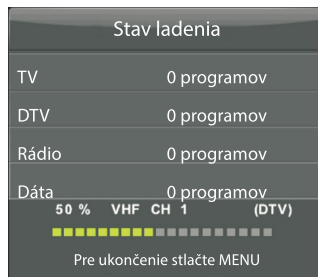 Stav ladenia
TV 0 programov
DTV 0 programov
Rádio 0 programov
Dáta 0 programov
50 % VHF CH 1 (DTV)
Pre ukončenie stlačte MENU